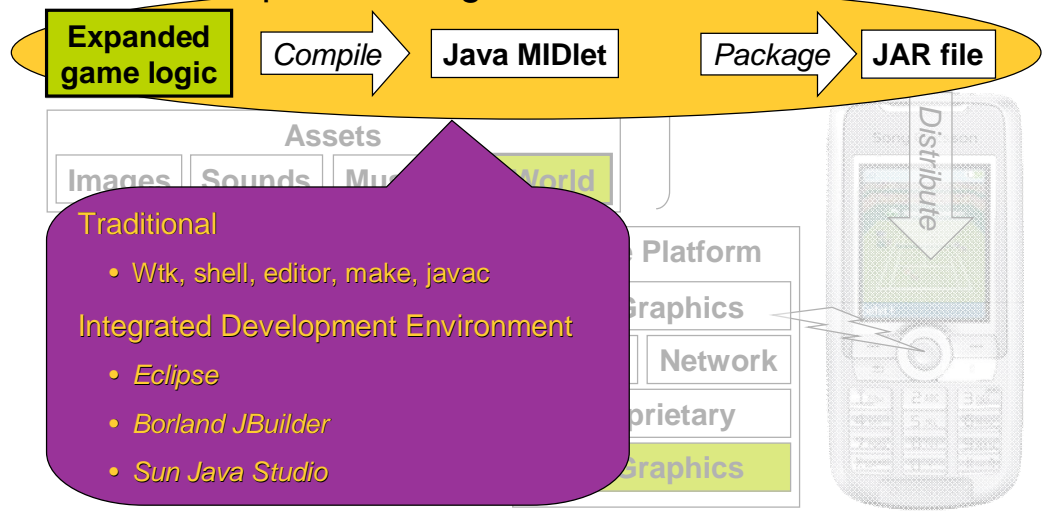 Expanded
game logic
Compile
Java MIDlet
Package
JAR file
Distribute
Assets
Images
Sounds
World
Traditional
• Wtk, shell, editor, make, javac
Integrated Development Environment
• Eclipse
• Borland JBuilder
• Sun Java Studio
Platform
Graphics
Network
Graphics